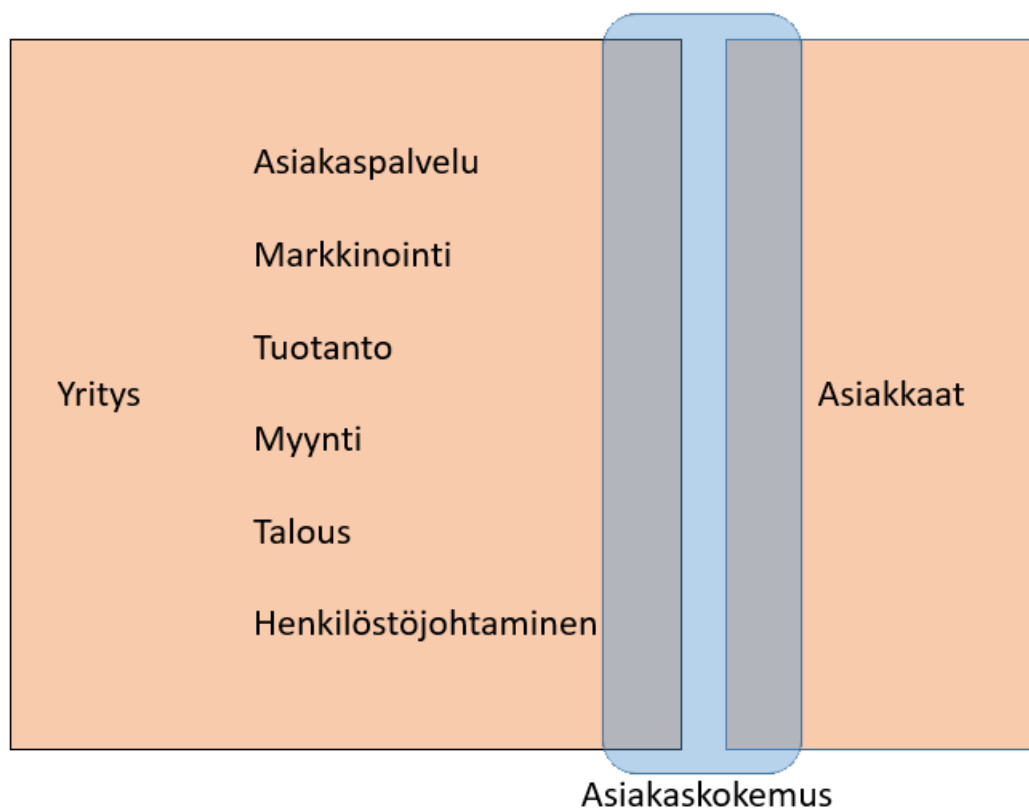 Asiakaspalvelu
Markkinointi
Tuotanto
Yritys
Asiakkaat
Myynti
Talous
Henkilöstöjohtaminen
Asiakaskokemus